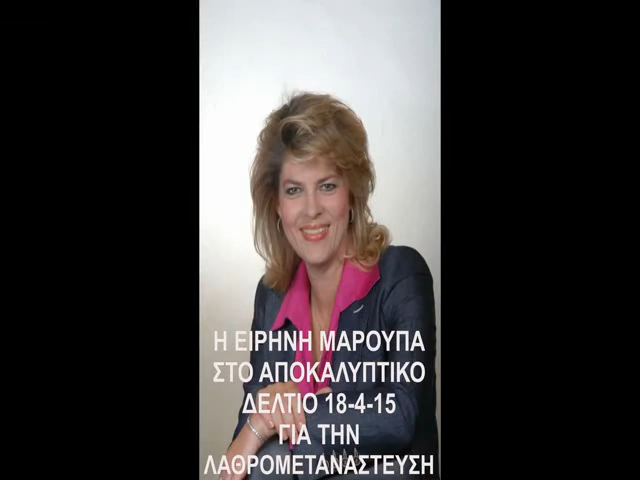 Η ΕΙΡΗΝΗ ΜΑΡΟΥΠΑ
ΣΤΟ ΑΠΟΚΑΛΥΠΤΙΚΟ
ΔΕΛΤΙΟ 18-4-15
ΓΙΑ ΤΗΝ
ΛΑΘΡΟΜΕΤΑΝΑΣΤΕΥΣΗ